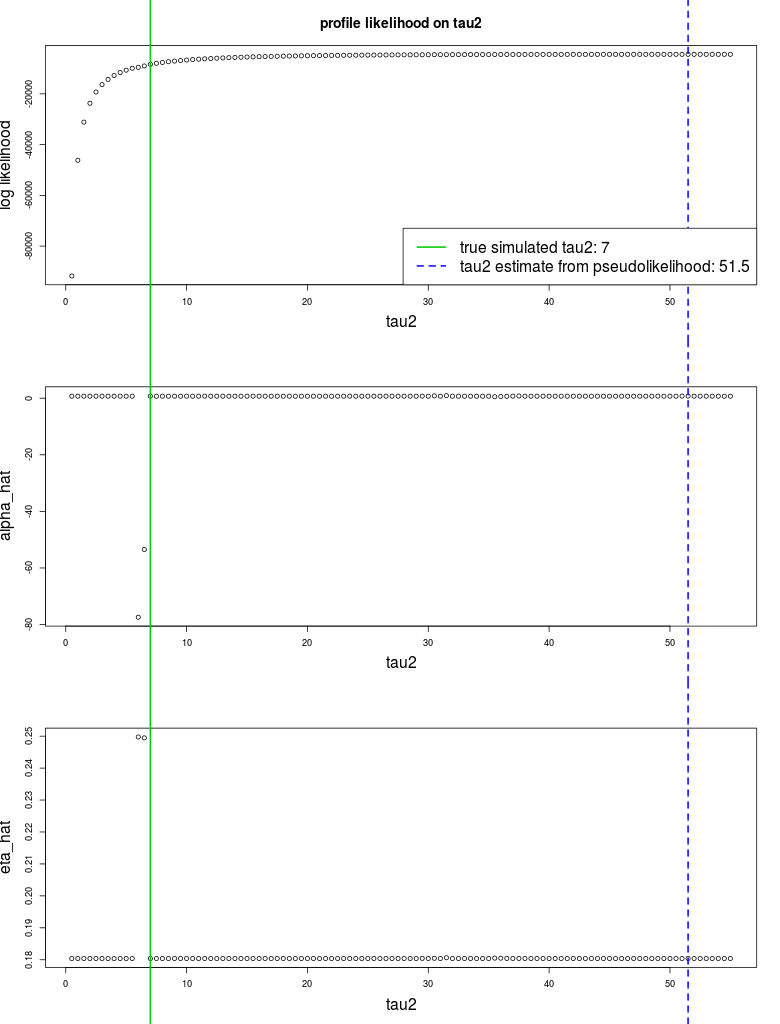 profile likelihood on tau2
log likelihood
-20000
-40000
-60000
-80000
true simulated tau2: 7
tau2 estimate from pseudolikelihood: 51.5
0 10 20 30 40 50
tau2
alpha_hat
0
-20
-40
-60
-80
0 10 20 30 40 50
tau2
eta_hat
0.25
0.24
0.23
0.22
0.21
0.20
0.19
0.18
0 10 20 30 40 50
tau2